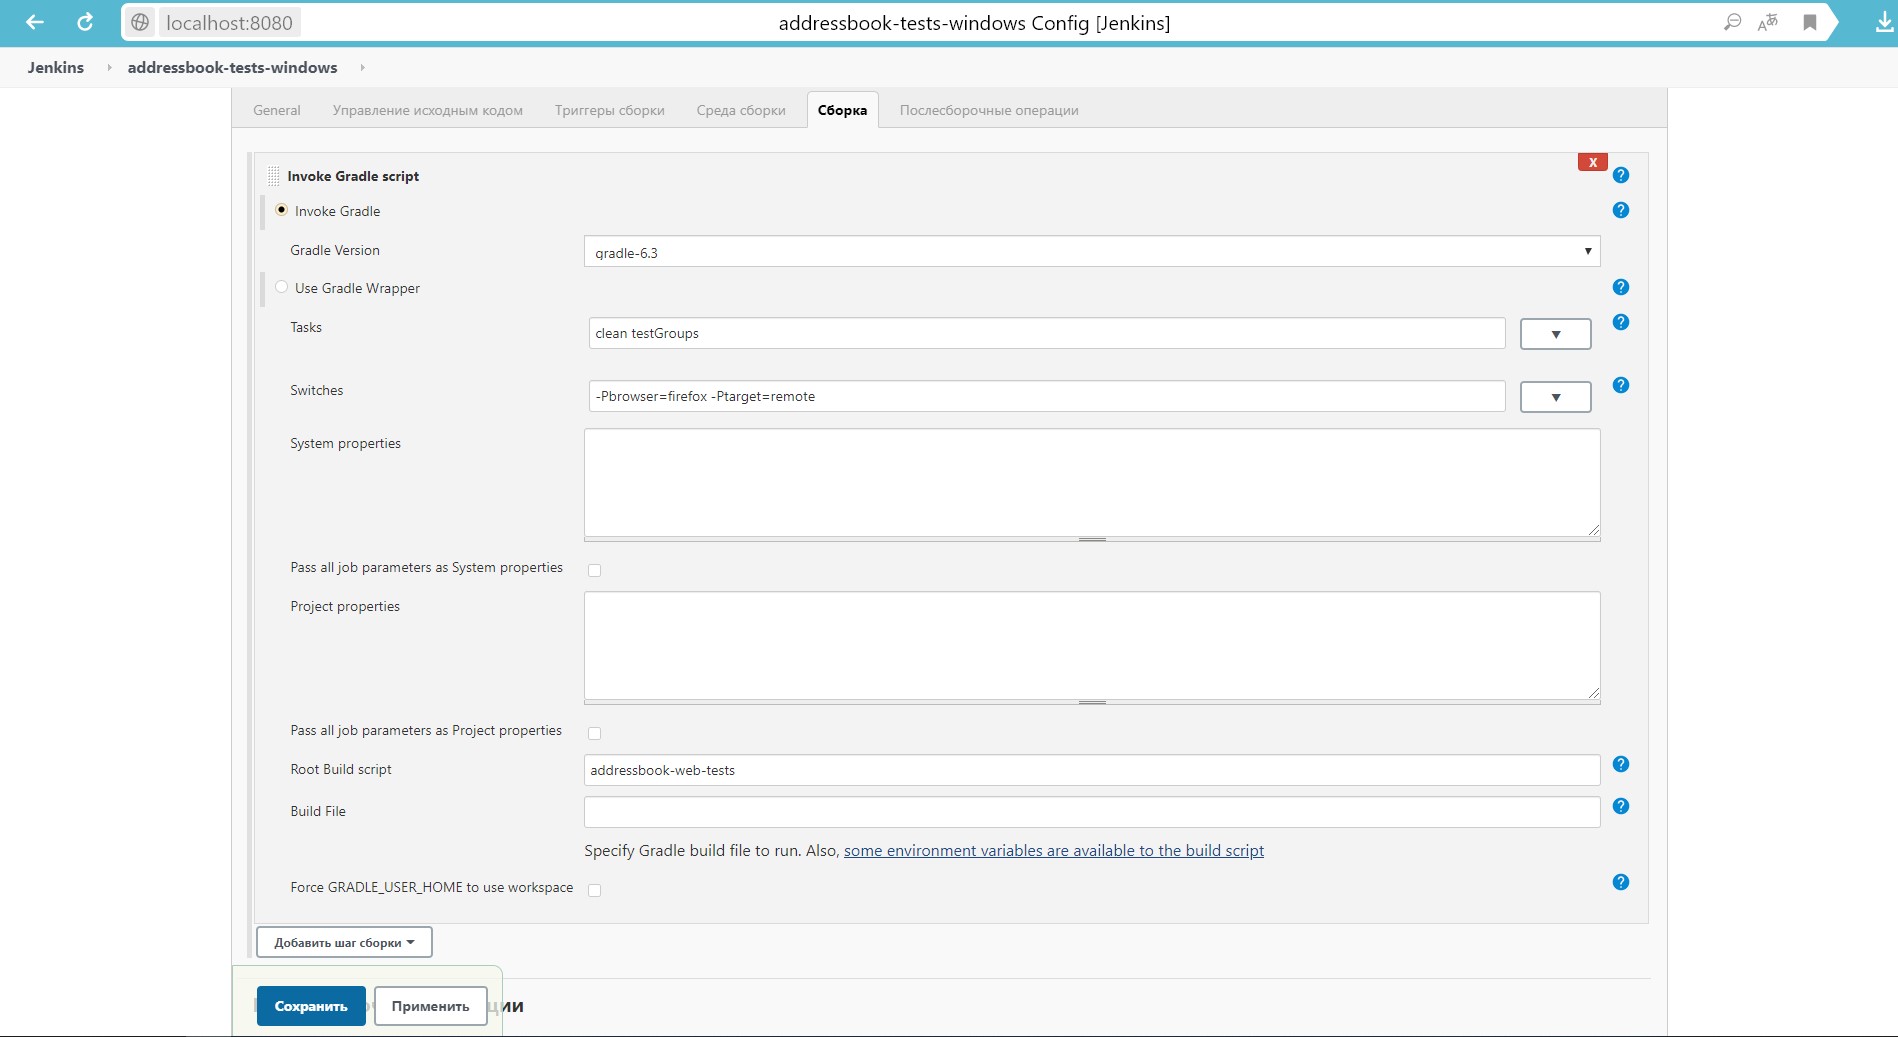 localhost:8080 addressbook-tests-windows Config [Jenkins]
Jenkins addressbook-tests-windows
General Управление исходным кодом Триггеры сборки Среда сборки Сборка Послесборочные операции
X
Invoke Gradle script ?
Invoke Gradle ?
Gradle Version gradle-6.3
Use Gradle Wrapper ?
Tasks clean testGroups ?
Switches -Pbrowser=firefox -Ptarget=remote ?
System properties
Pass all job parameters as System properties
Project properties
Pass all job parameters as Project properties
Root Build script addressbook-web-tests ?
Build File ?
Specify Gradle build file to run. Also, some environment variables are available to the build script
Force GRADLE_USER_HOME to use workspace ?
Добавить шаг сборки
Сохранить Применить ции